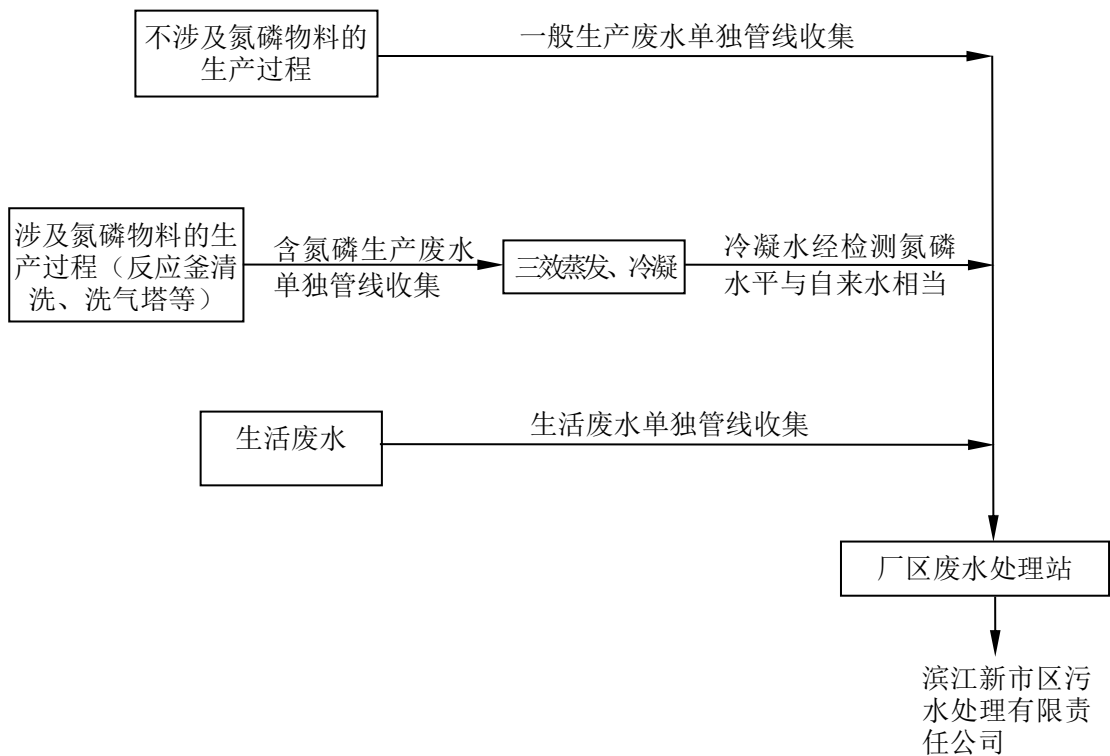 不涉及氮磷物料的
生产过程
一般生产废水单独管线收集
涉及氮磷物料的生
产过程（反应釜清
洗、洗气塔等）
含氮磷生产废水
单独管线收集
三效蒸发、冷凝
冷凝水经检测氮磷
水平与自来水相当
生活废水
生活废水单独管线收集
厂区废水处理站
滨江新市区污
水处理有限责
任公司